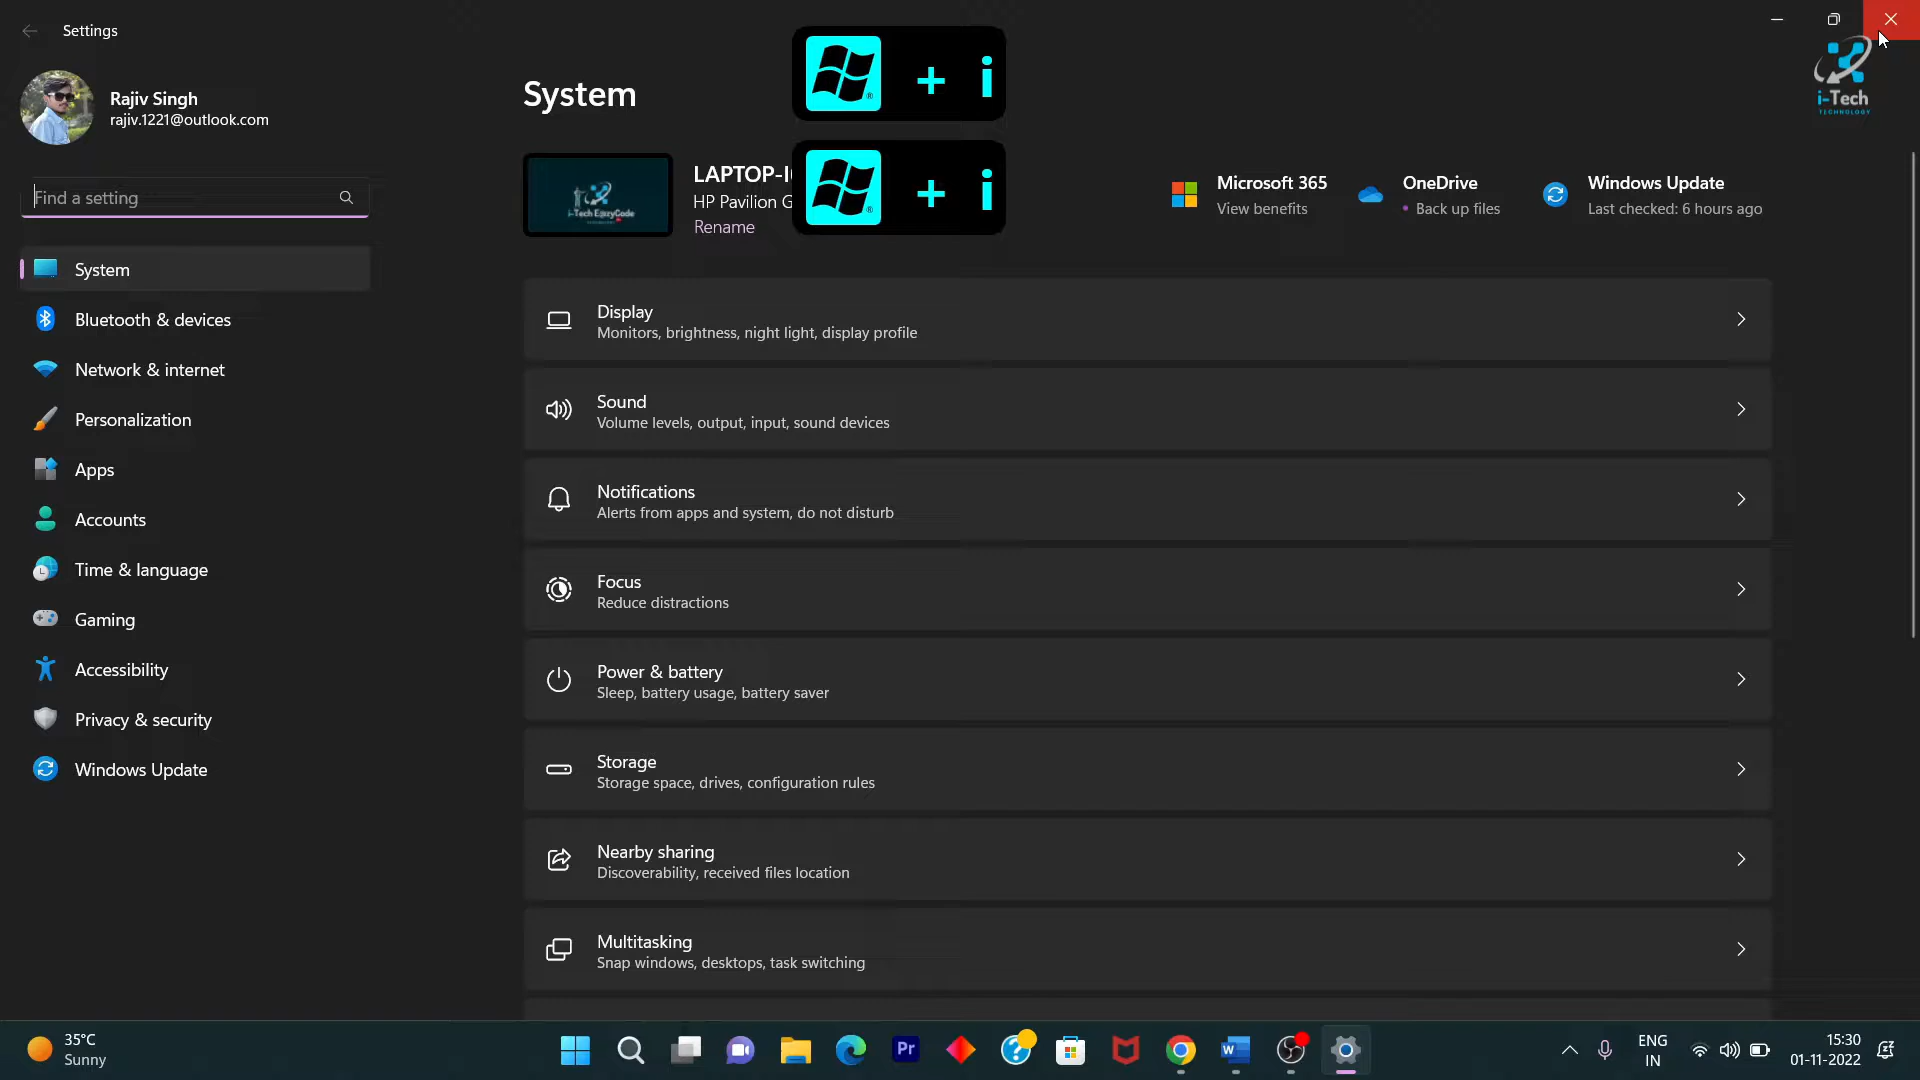 Settings
+ i
Rajiv Singh
rajiv.1221@outlook.com
i-Tech
TECHNOLOGY
System
+ i
Find a setting
i-Tech EazyCode
HP Pavilion G
Rename
Microsoft 365
View benefits
OneDrive
• Back up files
Windows Update
Last checked: 6 hours ago
System
Bluetooth & devices
Network & internet
Personalization
Apps
Accounts
Time & language
Gaming
Accessibility
Privacy & security
Windows Update
Display
Monitors, brightness, night light, display profile
Sound
Volume levels, output, input, sound devices
Notifications
Alerts from apps and system, do not disturb
Focus
Reduce distractions
Power & battery
Sleep, battery usage, battery saver
Storage
Storage space, drives, configuration rules
Nearby sharing
Discoverability, received files location
Multitasking
Snap windows, desktops, task switching
35°C
Sunny
Pr
W
ENG
IN
15:30
01-11-2022